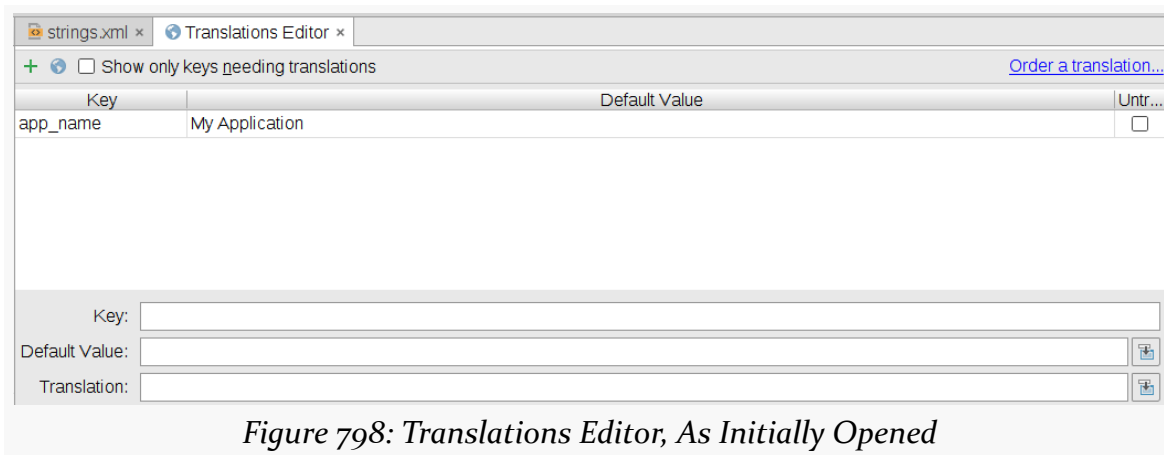 strings.xml × Translations Editor ×
Show only keys needing translations Order a translation...
Key Default Value Untr...
app_name My Application
Key:
Default Value:
Translation:
Figure 798: Translations Editor, As Initially Opened